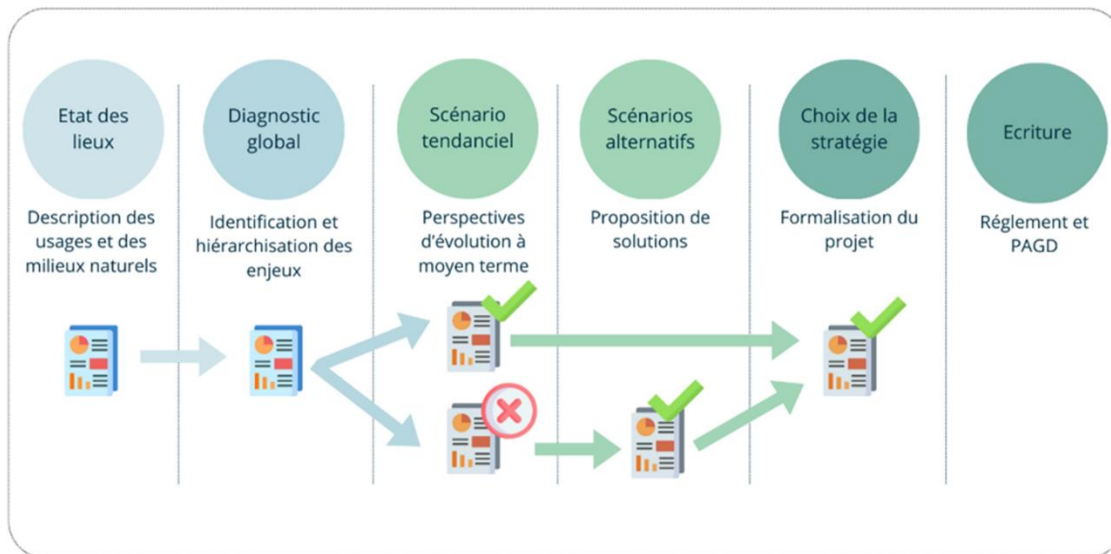 Etat des
lieux
Diagnostic
global
Scénario
tendanciel
Scénarios
alternatifs
Choix de la
stratégie
Ecriture
Description des
usages et des
milieux naturels
Identification et
hiérarchisation des
enjeux
Perspectives
d'évolution à
moyen terme
Proposition de
solutions
Formalisation du
projet
Réglement et
PAGD